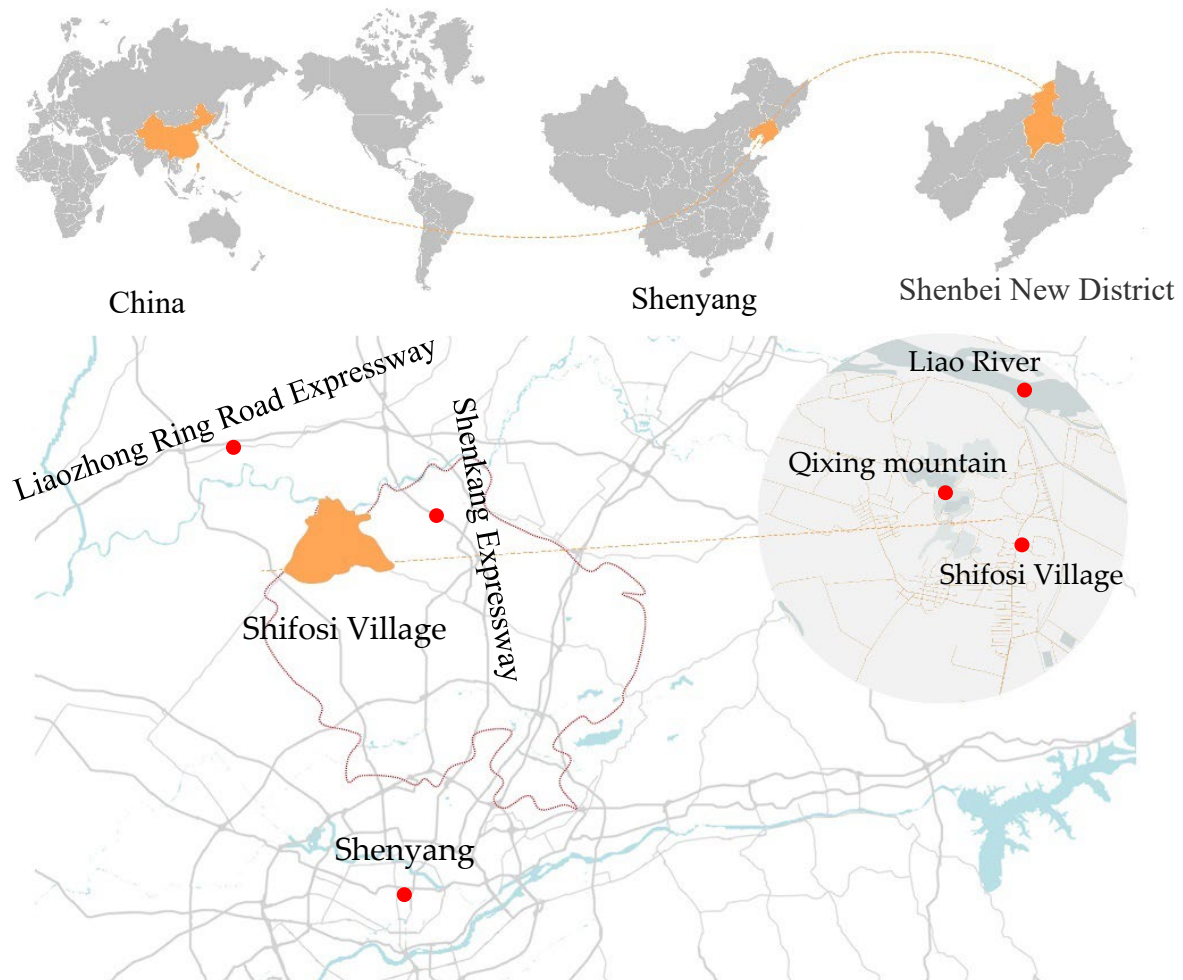 China
Shenyang
Shenbei New District
Liaozhong Ring Road Expressway
Shenkang Expressway
Liao River
Qixing mountain
Shifosi Village
Shifosi Village
Shenyang